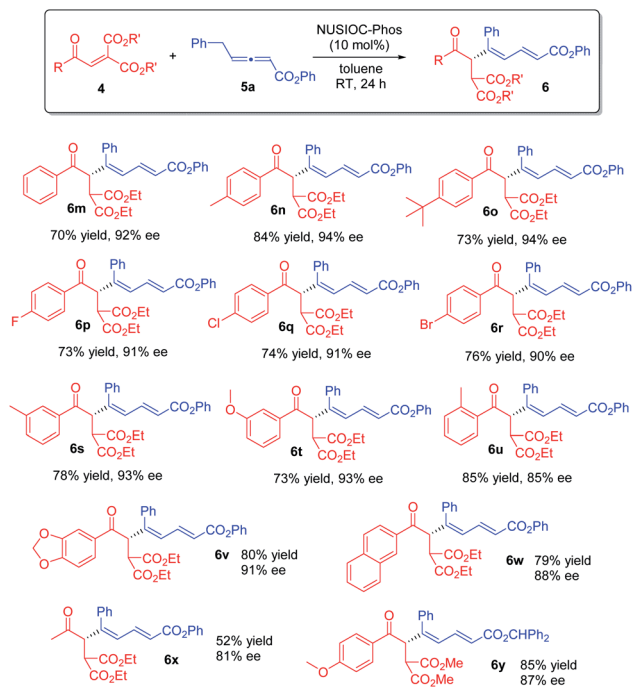 O CO2R' R CO2R' 4 + Ph CO2Ph 5a NUSIOC-Phos (10 mol%) toluene RT, 24 h O Ph CO2Ph R CO2R' CO2R' 6
O Ph CO2Ph CO2Et CO2Et 6m
70% yield, 92% ee
O Ph CO2Ph CO2Et CO2Et 6n
84% yield, 94% ee
O Ph CO2Ph CO2Et CO2Et 6o
73% yield, 94% ee
O Ph CO2Ph F CO2Et CO2Et 6p
73% yield, 91% ee
O Ph CO2Ph Cl CO2Et CO2Et 6q
74% yield, 91% ee
O Ph CO2Ph Br CO2Et CO2Et 6r
76% yield, 90% ee
O Ph CO2Ph CO2Et CO2Et 6s
78% yield, 93% ee
O O Ph CO2Ph CO2Et CO2Et 6t
73% yield, 93% ee
O Ph CO2Ph CO2Et CO2Et 6u
85% yield, 85% ee
O O O Ph CO2Ph CO2Et CO2Et 6v 80% yield
91% ee
O Ph CO2Ph CO2Et CO2Et 6w 79% yield
88% ee
O Ph CO2Ph CO2Et EtO2C 6x 52% yield
81% ee
O O Ph CO2CHPh2 CO2Me CO2Me 6y 85% yield
87% ee